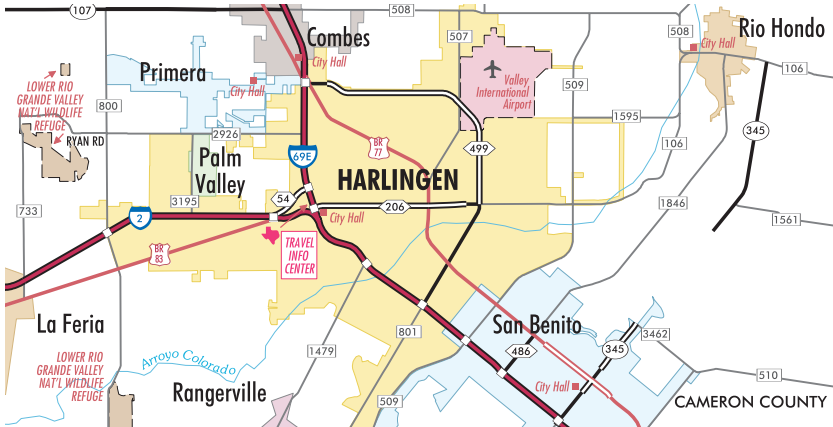 107
508
Combes
City Hall
507
508
City Hall
Rio Hondo
Primera
City Hall
LOWER RIO
GRANDE VALLEY
NAT'L WILDLIFE
REFUGE
RYAN RD
800
Valley
International
Airport
509
106
1595
345
2926
69E
BR
77
499
106
Palm
Valley
HARLINGEN
54
3195
206
City Hall
733
2
1846
1561
BR
83
TRAVEL
INFO
CENTER
La Feria
San Benito
801
486
345
3462
1479
LOWER RIO
GRANDE VALLEY
NAT'L WILDLIFE
REFUGE
Arroyo Colorado
Rangerville
509
City Hall
510
CAMERON COUNTY